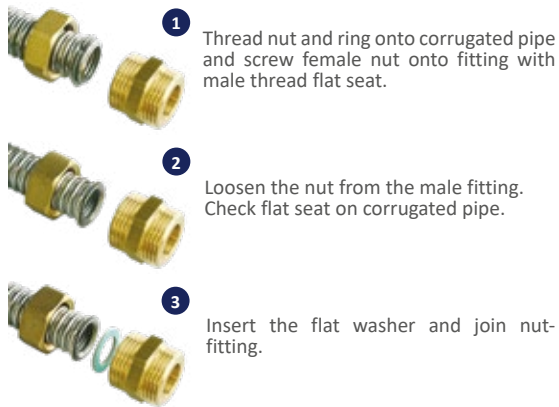 1
Thread nut and ring onto corrugated pipe
and screw female nut onto fitting with
male thread flat seat.
2
Loosen the nut from the male fitting.
Check flat seat on corrugated pipe.
3
Insert the flat washer and join nut-
fitting.